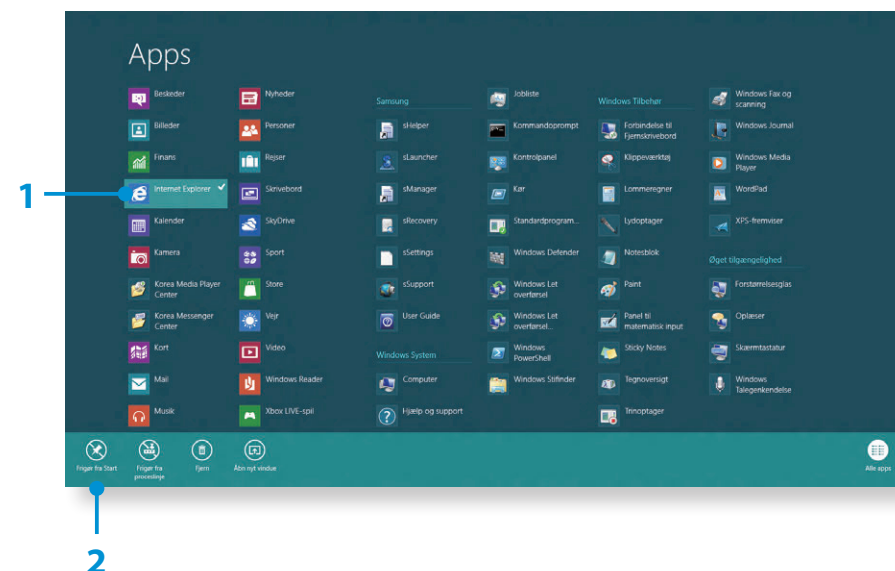 Apps
Beskeder
Billeder
Finans
Internet Explorer
Kalender
Kamera
Korea Media Player
Center
Korea Messenger
Center
Kort
Mail
Musik
Nyheder
Personer
Rejser
Skrivebord
SkyDrive
Sport
Store
Vejr
Video
Windows Reader
Xbox LIVE-spil
Samsung
sHelper
sLauncher
sManager
sRecovery
sSettings
sSupport
User Guide
Windows System
Computer
Hjælp og support
Jobliste
Kommandoprompt
Kontrolpanel
Kør
Standardprogram...
Windows Defender
Windows Let
overførsel
Windows Let
overførsel...
Windows
PowerShell
Windows Stifinder
Windows Tilbehør
Forbindelse til
Fjernskrivebord
Klippeværktøj
Lommeregner
Lydoptager
Notesblok
Paint
Panel til
matematisk input
Sticky Notes
Tegnoversigt
Trinoptager
Windows Fax og
scanning
Windows Journal
Windows Media
Player
WordPad
XPS-fremviser
Øget tilgængelighed
Forstørrelsesglas
Oplæser
Skærmtastatur
Windows
Talegenkendelse
1
Frigør fra Start
Frigør fra
proceslinje
Fjern
Åbn nyt vindue
Alle apps
2